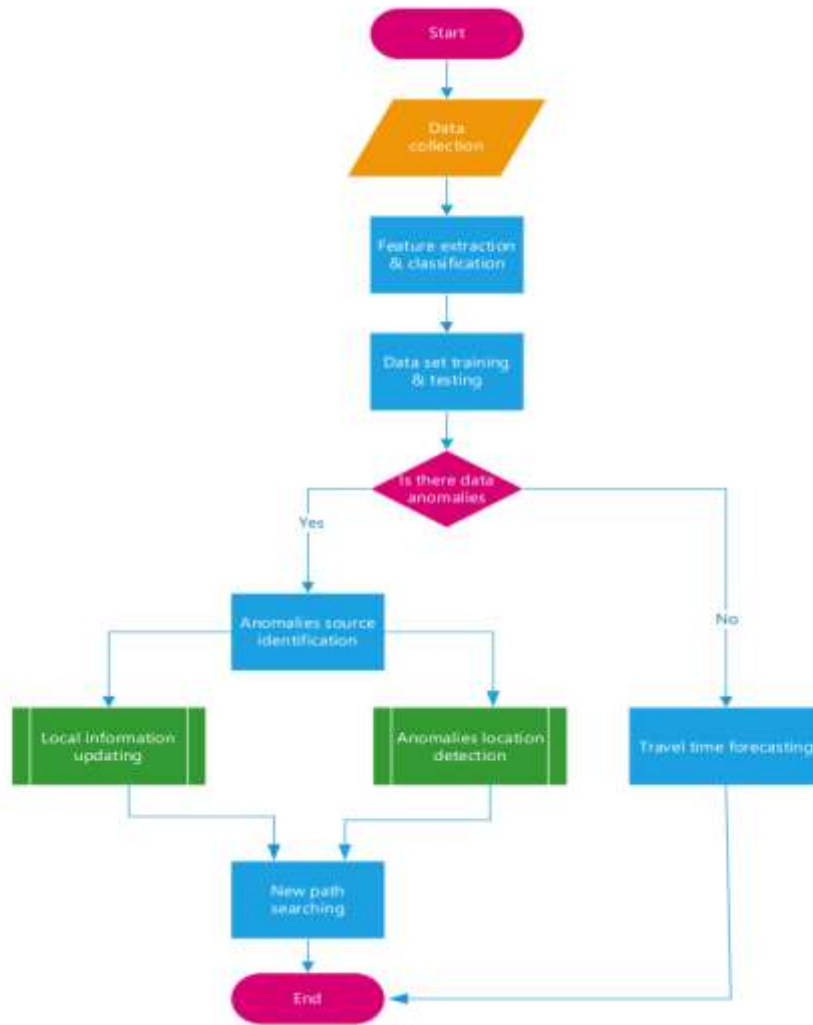 Start
Data
collection
Feature extraction
& classification
Data set training
& testing
Is there data
anomalies
Yes
Anomalies source
identification
No
Local information
updating
Anomalies location
detection
Travel time forecasting
New path
searching
End